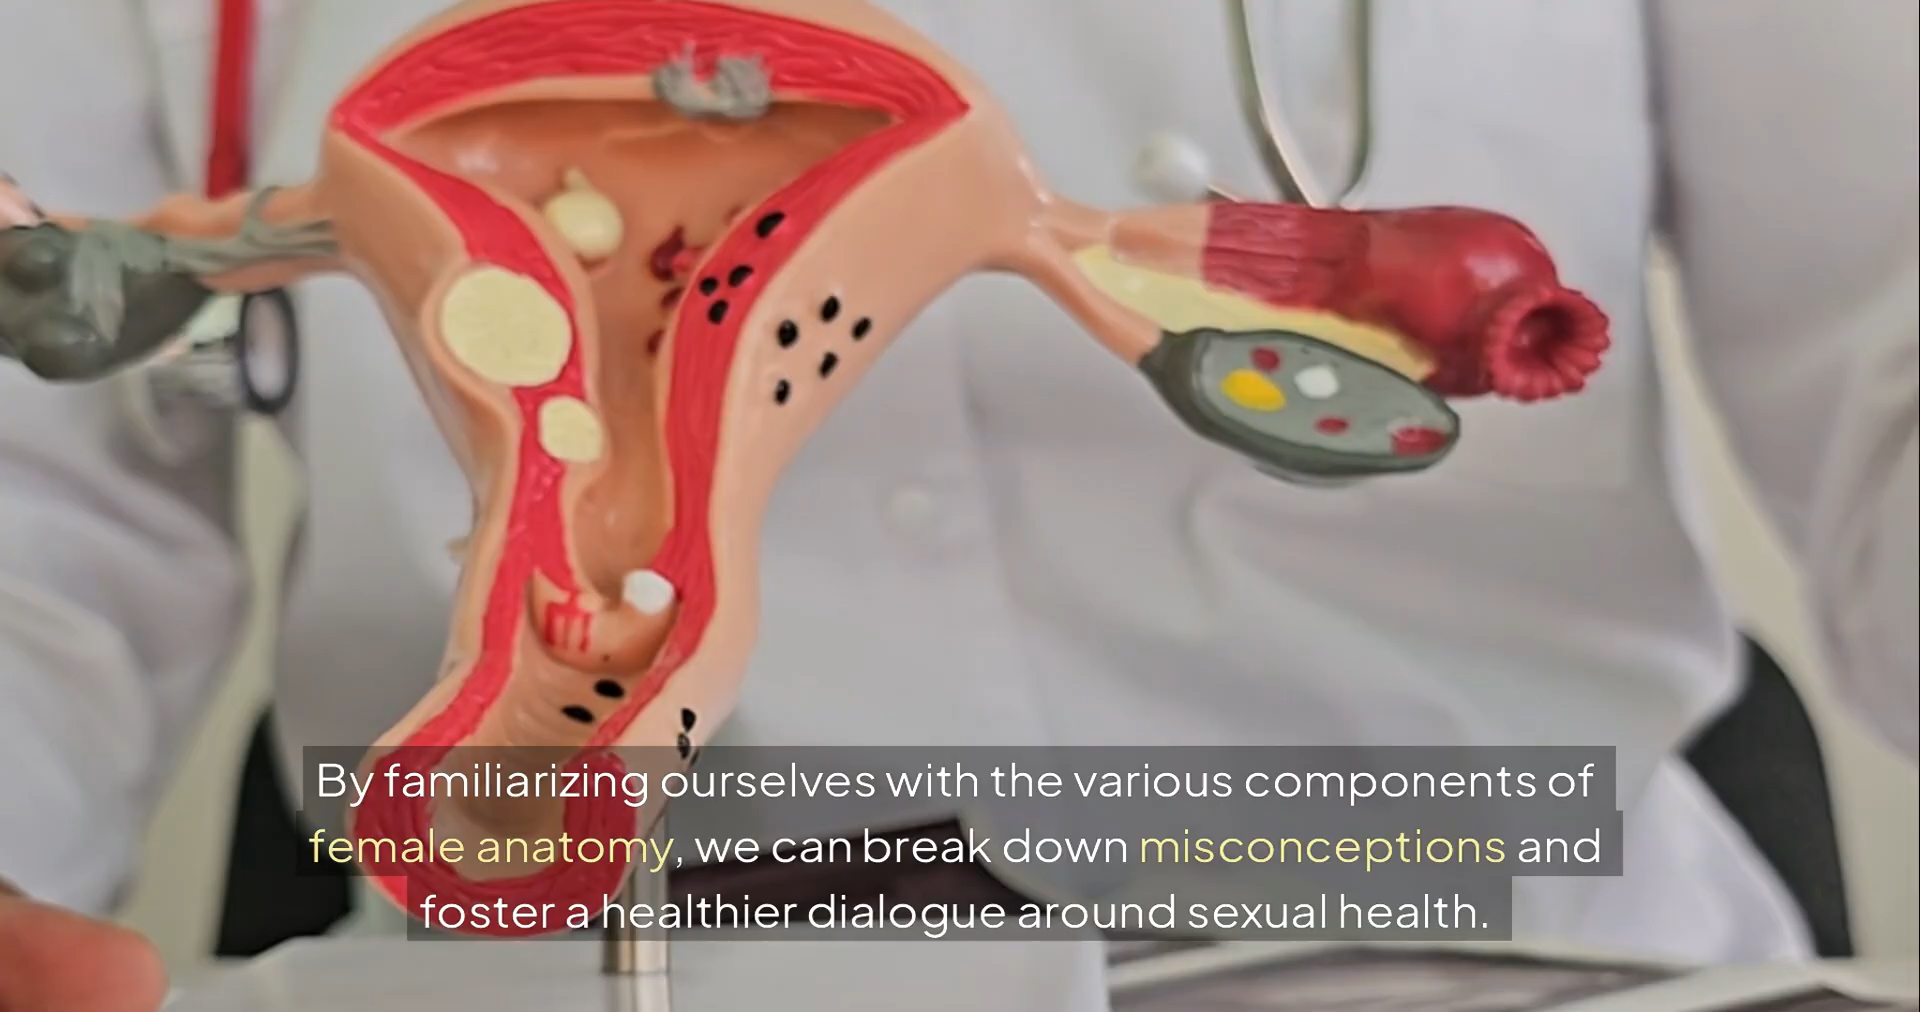 By familiarizing ourselves with the various components of
female anatomy, we can break down misconceptions and
foster a healthier dialogue around sexual health.